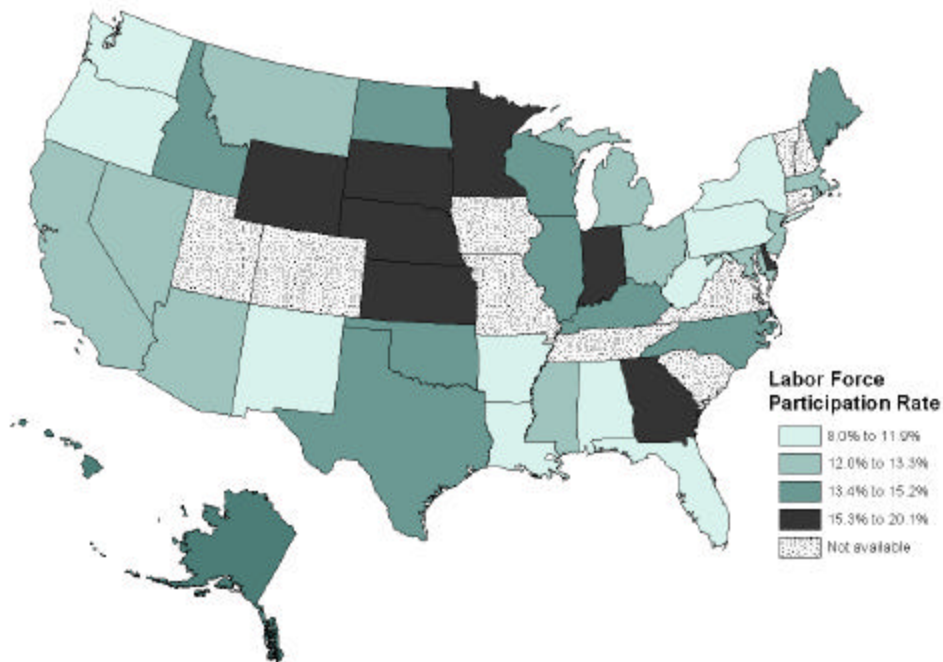 Labor Force
Participation Rate
8.0% to 11.9%
12.0% to 13.3%
13.4% to 15.2%
15.3% to 20.1%
Not available